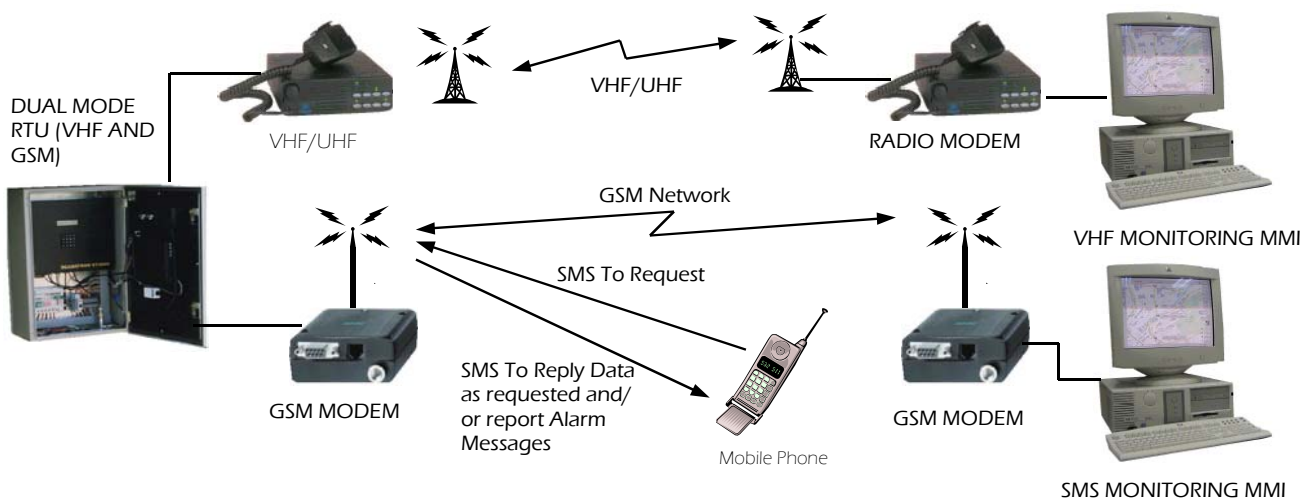 DUAL MODE
RTU (VHF AND
GSM)
VHF/UHF
VHF/UHF
RADIO MODEM
VHF MONITORING MMI
GSM Network
SMS To Request
SMS To Reply Data
as requested and/
or report Alarm
Messages
GSM MODEM
Mobile Phone
GSM MODEM
SMS MONITORING MMI